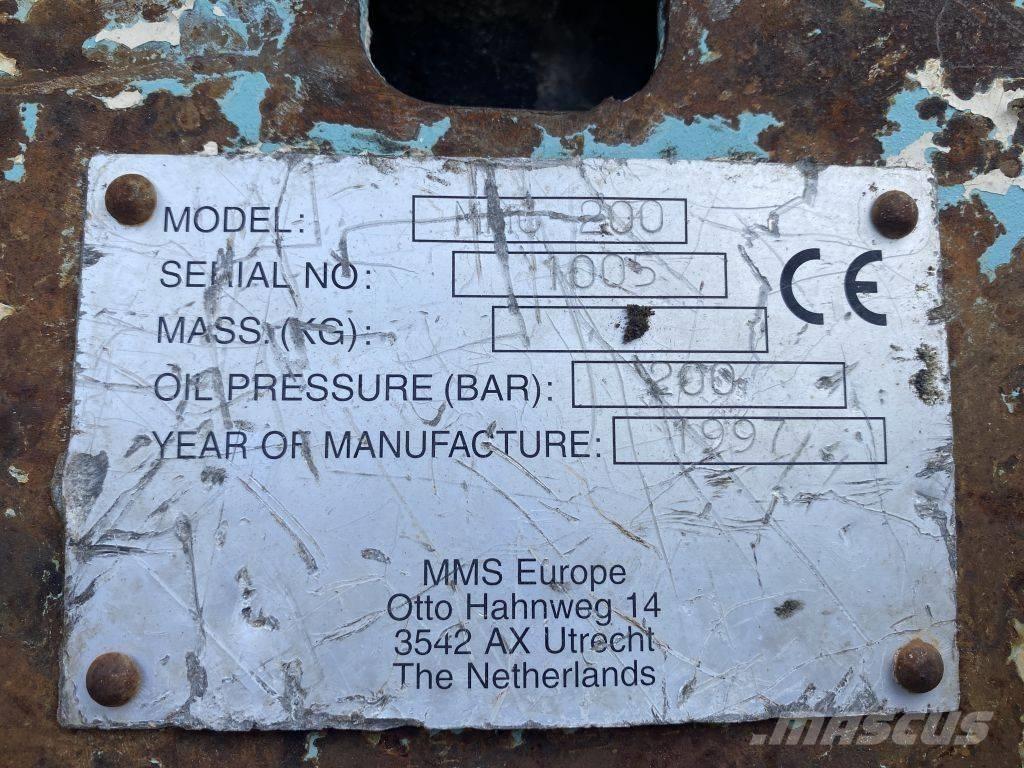 MODEL: 200
SERIAL NO: 1005
MASS. (KG):
OIL PRESSURE (BAR): 200
YEAR OF MANUFACTURE: 1997
CE
MMS Europe
Otto Hahnweg 14
3542 AX Utrecht
The Netherlands
MASCUS